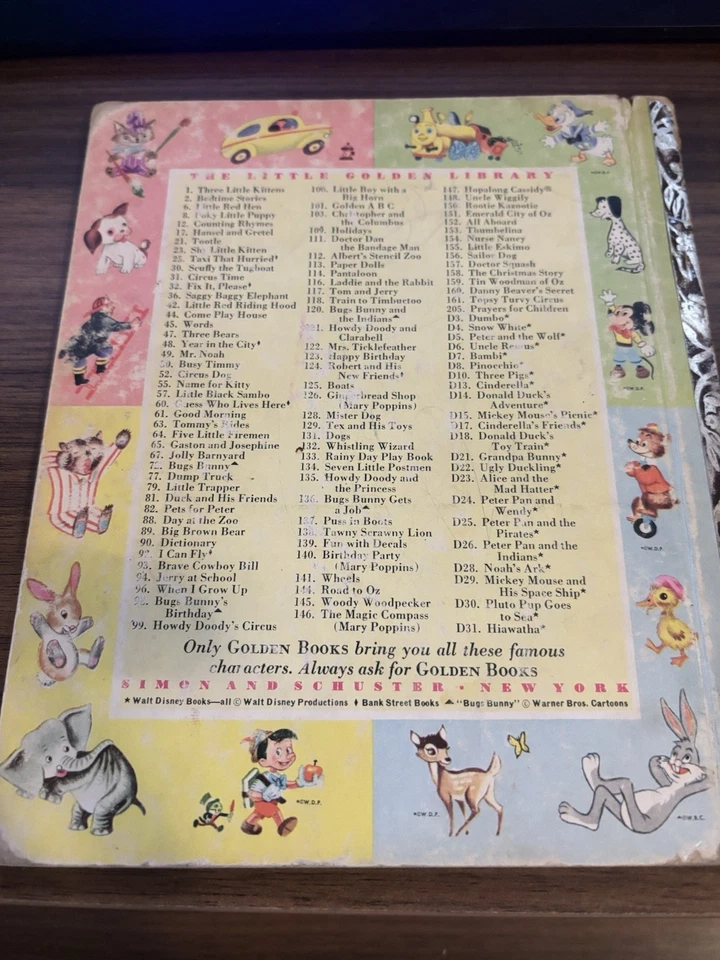 THE LITTLE GOLDEN LIBRARY
1. Three Little Kittens
2. Bedtime Stories
6. Little Red Hen
8. Poky Little Puppy
12. Counting Rhymes
17. Hansel and Gretel
21. Tootle
23. Shy Little Kitten
25. Taxi That Hurried♦
30. Scuffy the Tugboat
31. Circus Time
32. Fix It, Please♦
36. Saggy Baggy Elephant
42. Little Red Riding Hood
44. Come Play House
45. Words
47. Three Bears
48. Year in the City♦
49. Mr. Noah
50. Busy Timmy
52. Circus Dog
55. Name for Kitty
57. Little Black Sambo
60. Guess Who Lives Here♦
61. Good Morning
63. Tommy's Rides
64. Five Little Firemen
65. Gaston and Josephine
67. Jolly Barnyard
72. Bugs Bunny▲
77. Dump Truck
79. Little Trapper
81. Duck and His Friends
82. Pets for Peter
88. Day at the Zoo
89. Big Brown Bear
90. Dictionary
92. I Can Fly♦
93. Brave Cowboy Bill
94. Jerry at School
96. When I Grow Up
98. Bugs Bunny's
Birthday▲
99. Howdy Doody's Circus
100. Little Boy with a
Big Horn
101. Golden A B C
103. Christopher and
the Columbus
109. Holidays
111. Doctor Dan
the Bandage Man
112. Albert's Stencil Zoo
113. Paper Dolls
114. Pantaloon
116. Laddie and the Rabbit
117. Tom and Jerry
118. Train to Timbuctoo
120. Bugs Bunny and
the Indians▲
121. Howdy Doody and
Clarabell
122. Mrs. Ticklefeather
123. Happy Birthday
124. Robert and His
New Friends♦
125. Boats
126. Gingerbread Shop
(Mary Poppins)
128. Mister Dog
129. Tex and His Toys
131. Dogs
132. Whistling Wizard
133. Rainy Day Play Book
134. Seven Little Postmen
135. Howdy Doody and
the Princess
136. Bugs Bunny Gets
a Job▲
137. Puss in Boots
138. Tawny Scrawny Lion
139. Fun with Decals
140. Birthday Party
(Mary Poppins)
141. Wheels
144. Road to Oz
145. Woody Woodpecker
146. The Magic Compass
(Mary Poppins)
147. Hopalong Cassidy®
148. Uncle Wiggily
150. Rootie Kazootie
151. Emerald City of Oz
152. All Aboard
153. Thumbelina
154. Nurse Nancy
155. Little Eskimo
156. Sailor Dog
157. Doctor Squash
158. The Christmas Story
159. Tin Woodman of Oz
160. Danny Beaver's Secret
161. Topsy Turvy Circus
205. Prayers for Children
D3. Dumbo★
D4. Snow White★
D5. Peter and the Wolf★
D6. Uncle Remus★
D7. Bambi★
D8. Pinocchio★
D10. Three Pigs★
D13. Cinderella★
D14. Donald Duck's
Adventure★
D15. Mickey Mouse's Picnic★
D17. Cinderella's Friends★
D18. Donald Duck's
Toy Train★
D21. Grandpa Bunny★
D22. Ugly Duckling★
D23. Alice and the
Mad Hatter★
D24. Peter Pan and
Wendy★
D25. Peter Pan and the
Pirates★
D26. Peter Pan and the
Indians★
D28. Noah's Ark★
D29. Mickey Mouse and
His Space Ship★
D30. Pluto Pup Goes
to Sea★
D31. Hiawatha★
Only GOLDEN BOOKS bring you all these famous
characters. Always ask for GOLDEN BOOKS
SIMON AND SCHUSTER · NEW YORK
★ Walt Disney Books—all © Walt Disney Productions ♦ Bank Street Books ▲ "Bugs Bunny" © Warner Bros. Cartoons
★©W.D.P.
★©W.D.P.
★©W.D.P.
★©W.D.P.
★©W.D.P.
▲©W.B.C.